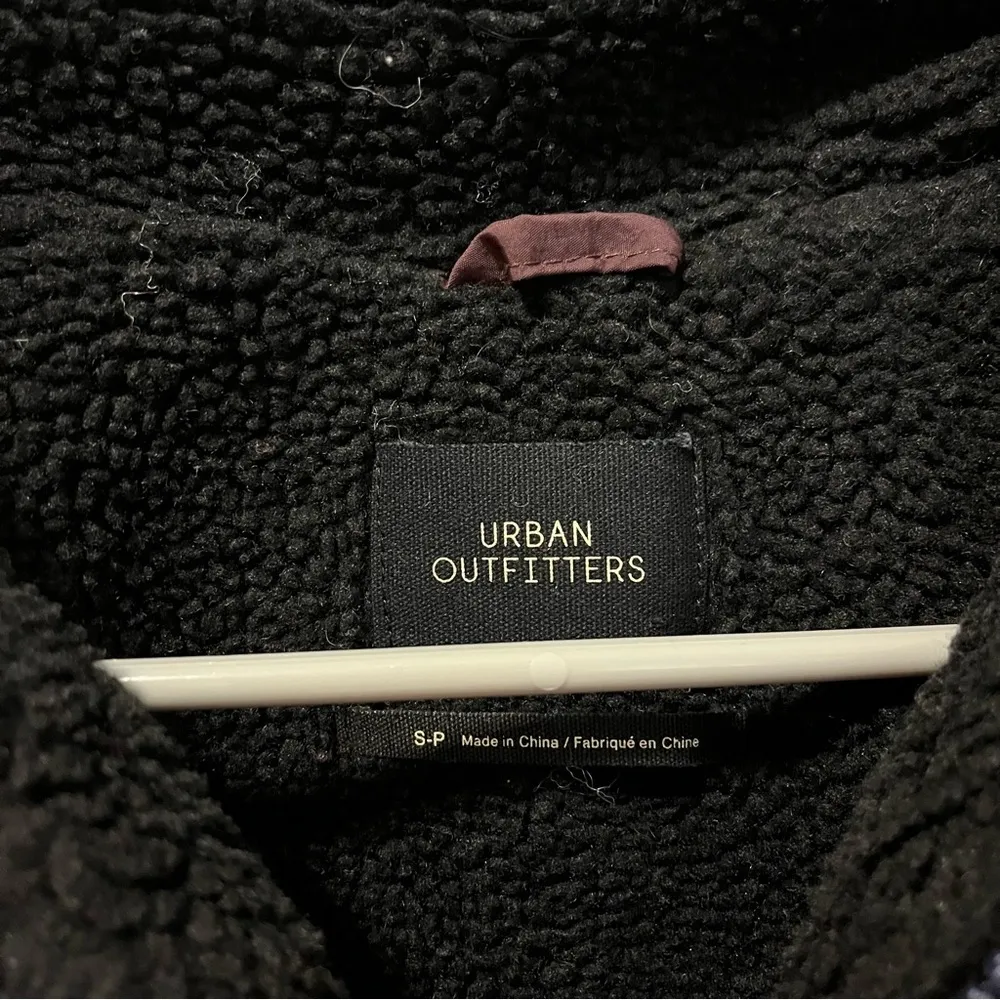 URBAN
OUTFITTERS
S-P Made in China / Fabriqué en Chine